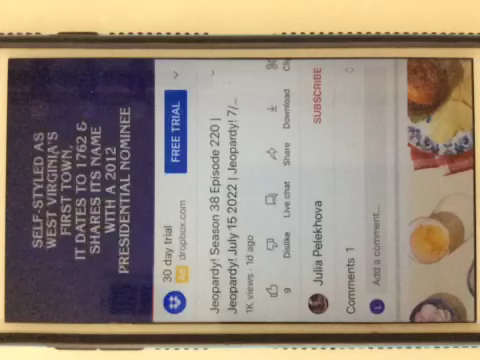 SELF-STYLED AS
WEST VIRGINIA'S
FIRST TOWN,
IT DATES TO 1762 &
SHARES ITS NAME
WITH A 2012
PRESIDENTIAL NOMINEE
30 day trial
Ad dropbox.com
FREE TRIAL
Jeopardy! Season 38 Episode 220 |
Jeopardy! July 15 2022 | Jeopardy! 7/...
1K views · 1d ago
9
Dislike
Live chat
Share
Download
Julia Pelekhova
SUBSCRIBE
Comments 1
Add a comment...